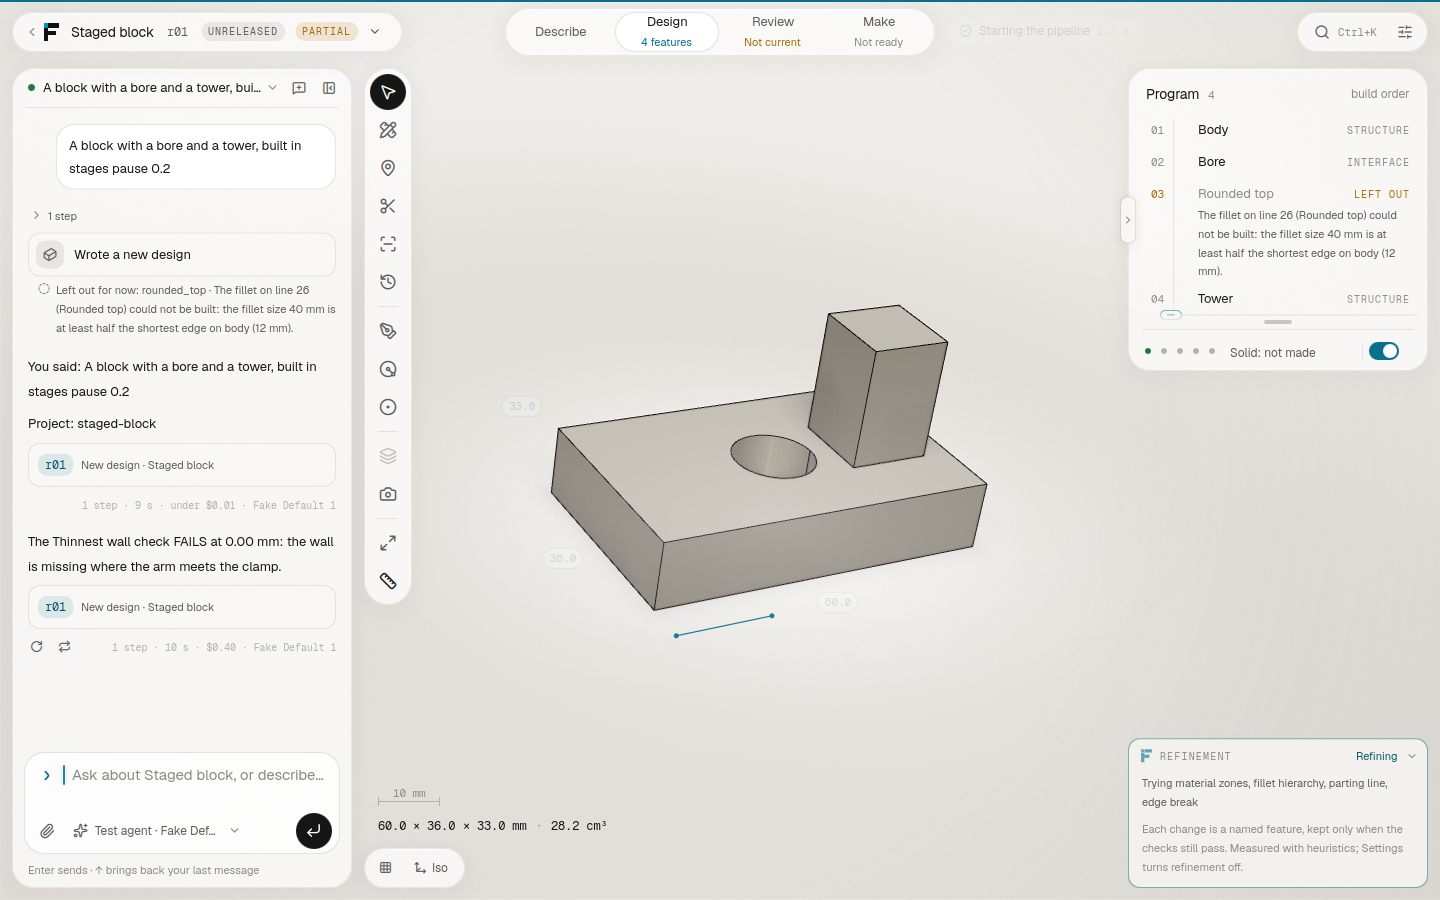 Staged block r01 UNRELEASED PARTIAL
Describe
Design
4 features
Review
Not current
Make
Not ready
Starting the pipeline 1.3 s
Ctrl+K
A block with a bore and a tower, bui...
A block with a bore and a tower, built in
stages pause 0.2
1 step
Wrote a new design
Left out for now: rounded_top · The fillet on line 26
(Rounded top) could not be built: the fillet size 40 mm is
at least half the shortest edge on body (12 mm).
You said: A block with a bore and a tower, built in
stages pause 0.2
Project: staged-block
r01 New design · Staged block
1 step · 9 s · under $0.01 · Fake Default 1
The Thinnest wall check FAILS at 0.00 mm: the wall
is missing where the arm meets the clamp.
r01 New design · Staged block
1 step · 10 s · $0.40 · Fake Default 1
Ask about Staged block, or describe...
Test agent · Fake Def...
Enter sends · ↑ brings back your last message
33.0
36.0
60.0
10 mm
60.0 × 36.0 × 33.0 mm · 28.2 cm³
Iso
Program 4 build order
01 Body STRUCTURE
02 Bore INTERFACE
03 Rounded top LEFT OUT
The fillet on line 26 (Rounded top) could
not be built: the fillet size 40 mm is at
least half the shortest edge on body (12
mm).
04 Tower STRUCTURE
Solid: not made
REFINEMENT Refining
Trying material zones, fillet hierarchy, parting line,
edge break
Each change is a named feature, kept only when the
checks still pass. Measured with heuristics; Settings
turns refinement off.